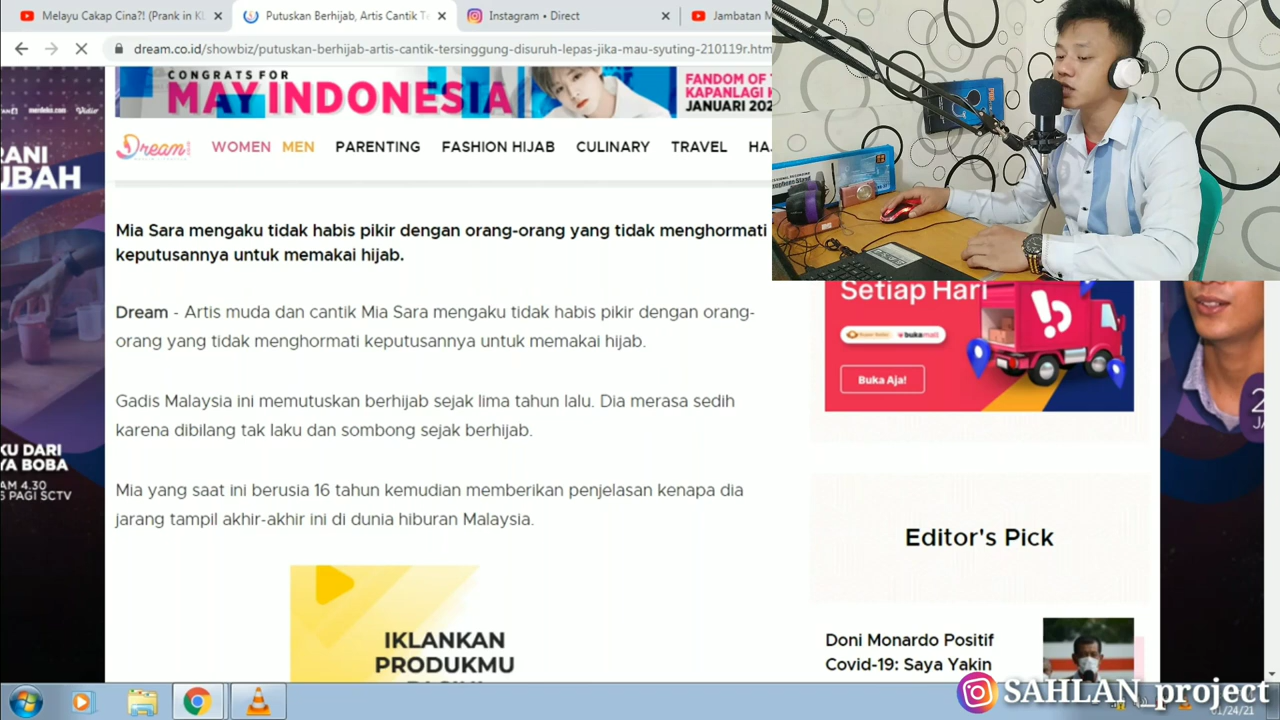 Melayu Cakap Cina?! (Prank in KL
Putuskan Berhijab, Artis Cantik Te
Instagram • Direct
Jambatan M
dream.co.id/showbiz/putuskan-berhijab-artis-cantik-tersinggung-disuruh-lepas-jika-mau-syuting-210119r.htm
CONGRATS FOR
MAY INDONESIA
FANDOM OF
KAPANLAGI
JANUARI 202
Dream
WOMEN
MEN
PARENTING
FASHION HIJAB
CULINARY
TRAVEL
HA
RANI
UBAH
Mia Sara mengaku tidak habis pikir dengan orang-orang yang tidak menghormati
keputusannya untuk memakai hijab.
Dream - Artis muda dan cantik Mia Sara mengaku tidak habis pikir dengan orang-
orang yang tidak menghormati keputusannya untuk memakai hijab.
Gadis Malaysia ini memutuskan berhijab sejak lima tahun lalu. Dia merasa sedih
karena dibilang tak laku dan sombong sejak berhijab.
Mia yang saat ini berusia 16 tahun kemudian memberikan penjelasan kenapa dia
jarang tampil akhir-akhir ini di dunia hiburan Malaysia.
KU DARI
YA BOBA
AM 4.30
6 PAGI SCTV
IKLANKAN
PRODUKMU
Setiap Hari
bukamall
Buka Aja!
Editor's Pick
Doni Monardo Positif
Covid-19: Saya Yakin
SAHLAN_project
01/24/21